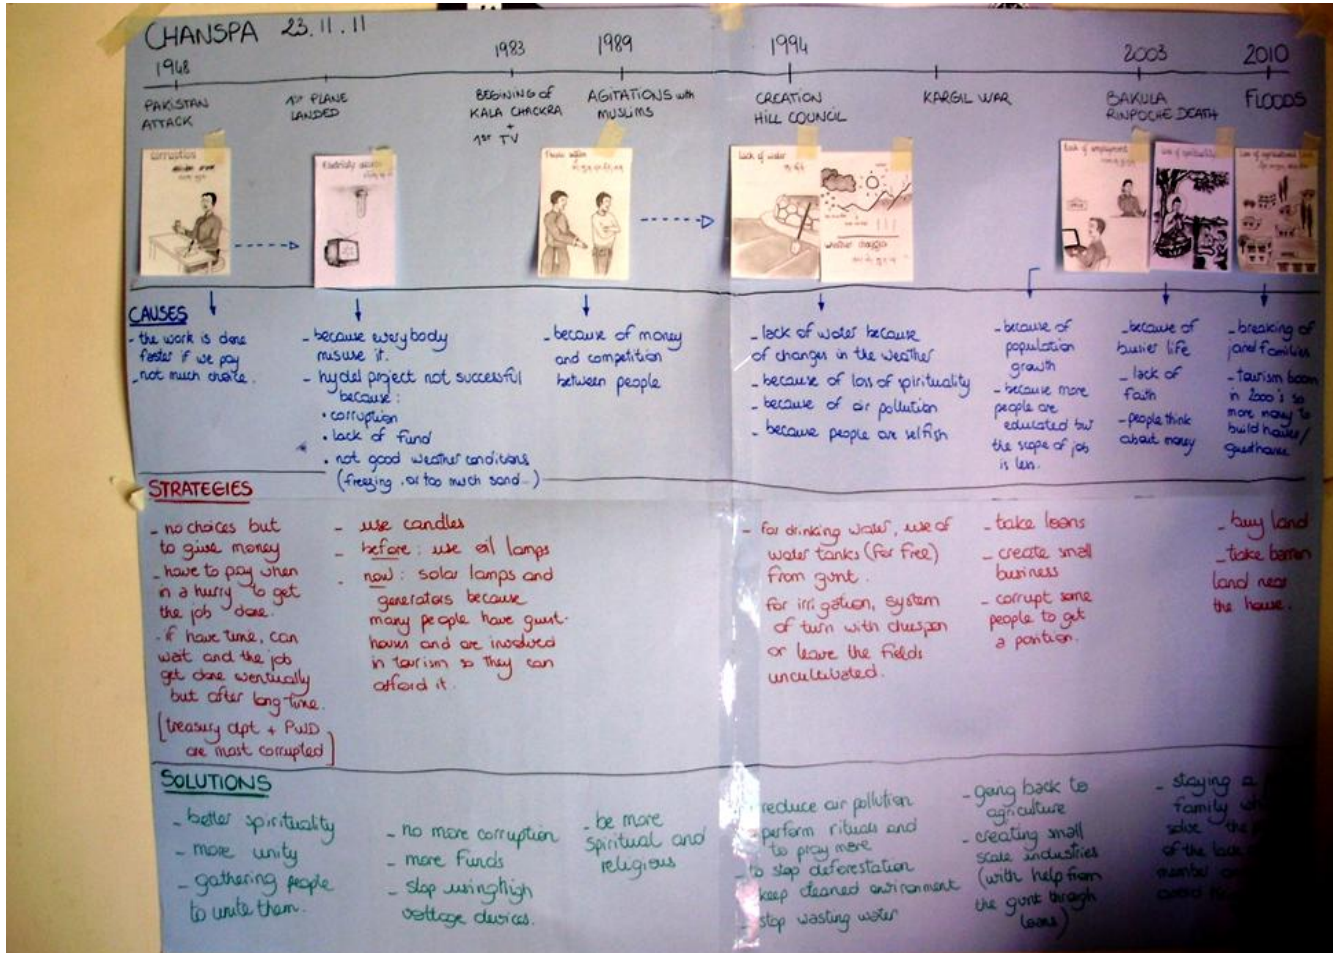 CHANSPA 23.11.11
1948
1983
1989
1994
2003
2010
PAKISTAN
ATTACK
1ST PLANE
LANDED
BEGINING of
KALA CHACKRA
+
1ST TV
AGITATIONS with
MUSLIMS
CREATION
HILL COUNCIL
KARGIL WAR
BAKULA
RINPOCHE DEATH
FLOODS
Corruption
Electricity
Lack of water
Weather changes
Lack of employment
Lack of spirituality
CAUSES
- the work is done
faster if we pay
- not much choice.
- because everybody
misuse it.
- hydel project not successful
because:
• corruption
• lack of fund
• not good weather conditions
(freezing, or too much sand...)
- because of money
and competition
between people
- lack of water because
of changes in the weather
- because of loss of spirituality
- because of air pollution
- because people are selfish
- because of
population
growth
- because more
people are
educated but
the scope of job
is less.
- because of
busier life
- lack of
faith
- people think
about money
- breaking of
families
- tourism boom
in 2000's so
more money to
build houses/
guesthouse
STRATEGIES
- no choices but
to give money
- have to pay when
in a hurry to get
the job done.
- if have time, can
wait and the job
get done eventually
but after long time.
[treasury dpt + PWD
are most corrupted]
- use candles
- before: use oil lamps
- now: solar lamps and
generators because
many people have guest-
houses and are involved
in tourism so they can
afford it.
- for drinking water, use of
water tanks (for free)
from gvnt.
for irrigation, system
of turn with
or leave the fields
uncultivated.
- take loans
- create small
business
- corrupt some
people to get
a position.
- buy land
- take barren
land near
the house.
SOLUTIONS
- better spirituality
- more unity
- gathering people
to unite them.
- no more corruption
- more funds
- stop using high
voltage devices.
- be more
spiritual and
religious
- reduce air pollution
- perform rituals and
to pray more
- to stop deforestation
- keep cleaned environment
- stop wasting water
- going back to
agriculture
- creating small
scale industries
(with help from
the gvnt through
loans)
- staying a
family
solve the
of the lack
member